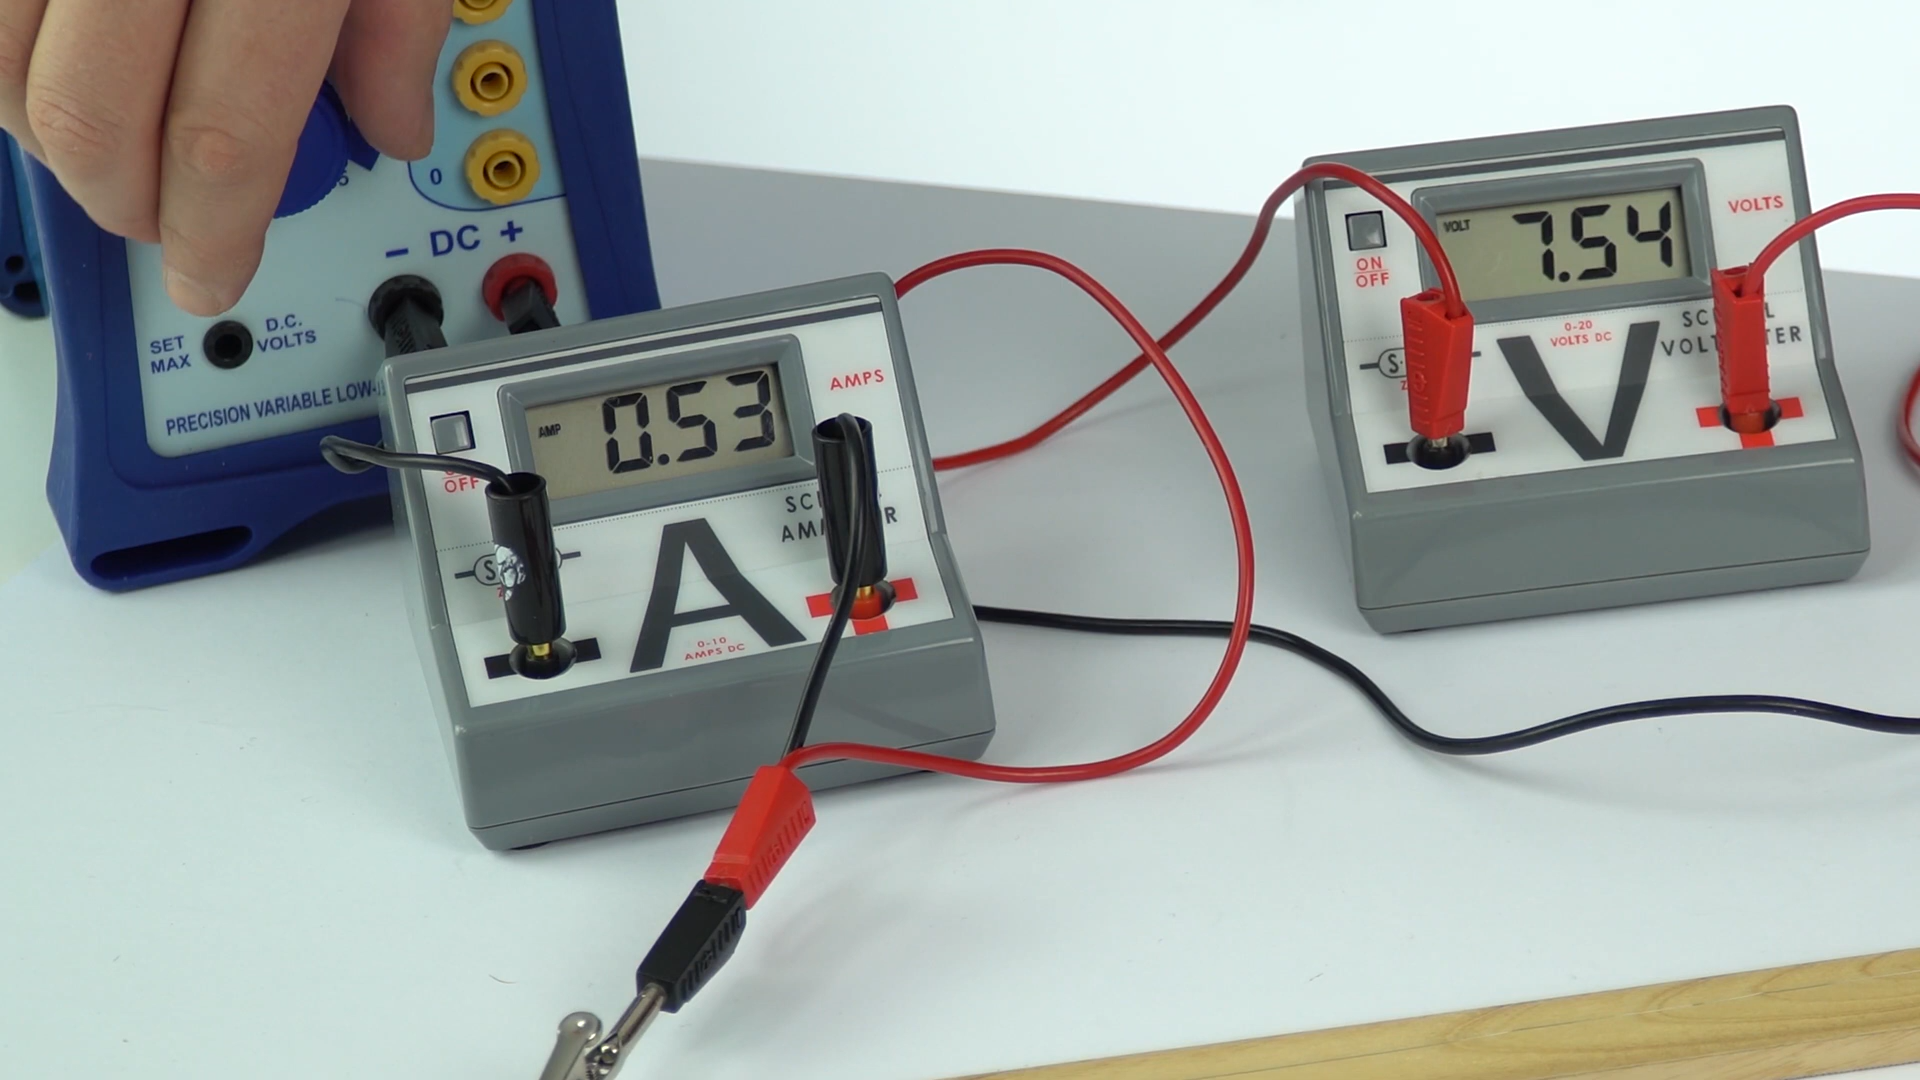 0
− DC +
SET
MAX
D.C.
VOLTS
PRECISION VARIABLE LOW-
AMP 0.53
AMPS
OFF
A
0-10
AMPS DC
VOLT 7.54
VOLTS
ON
OFF
0-20
VOLTS DC
V